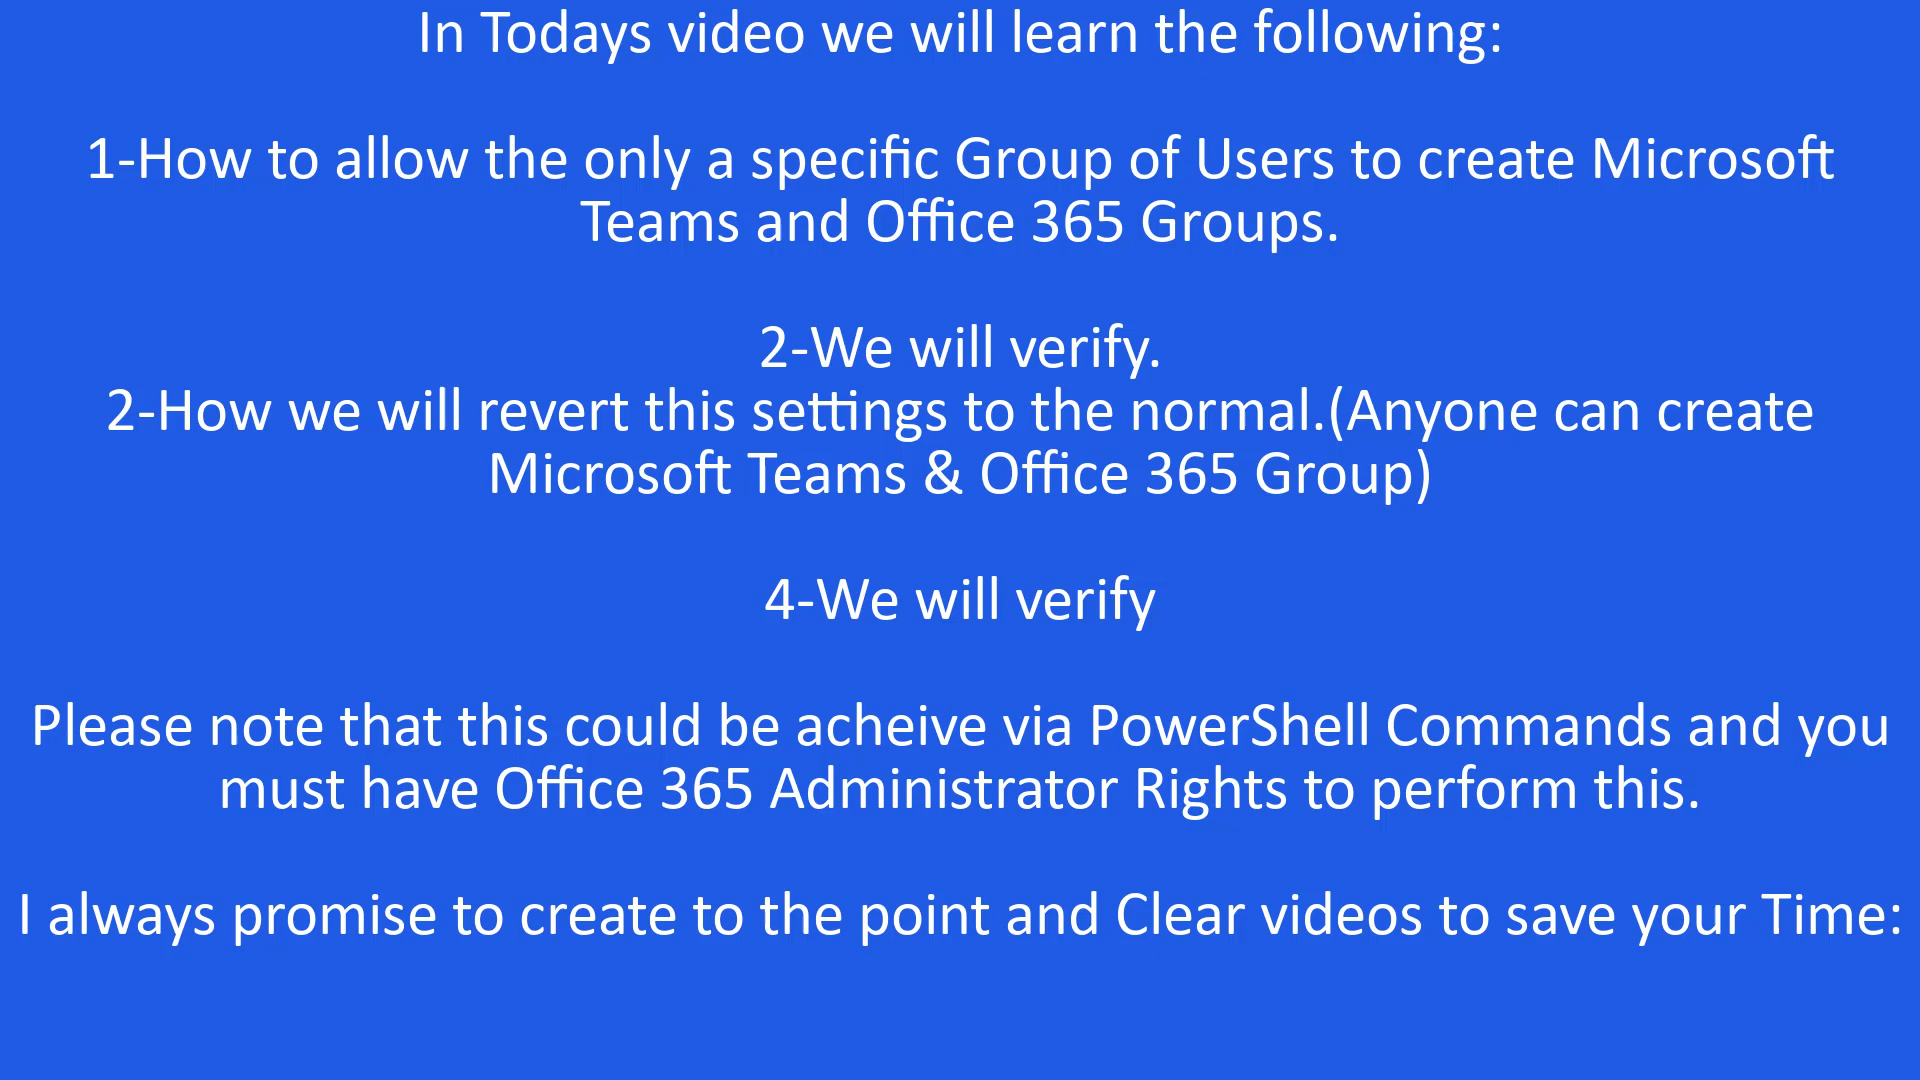 In Todays video we will learn the following:
1-How to allow the only a specific Group of Users to create Microsoft
Teams and Office 365 Groups.
2-We will verify.
2-How we will revert this settings to the normal.(Anyone can create
Microsoft Teams & Office 365 Group)
4-We will verify
Please note that this could be acheive via PowerShell Commands and you
must have Office 365 Administrator Rights to perform this.
I always promise to create to the point and Clear videos to save your Time: